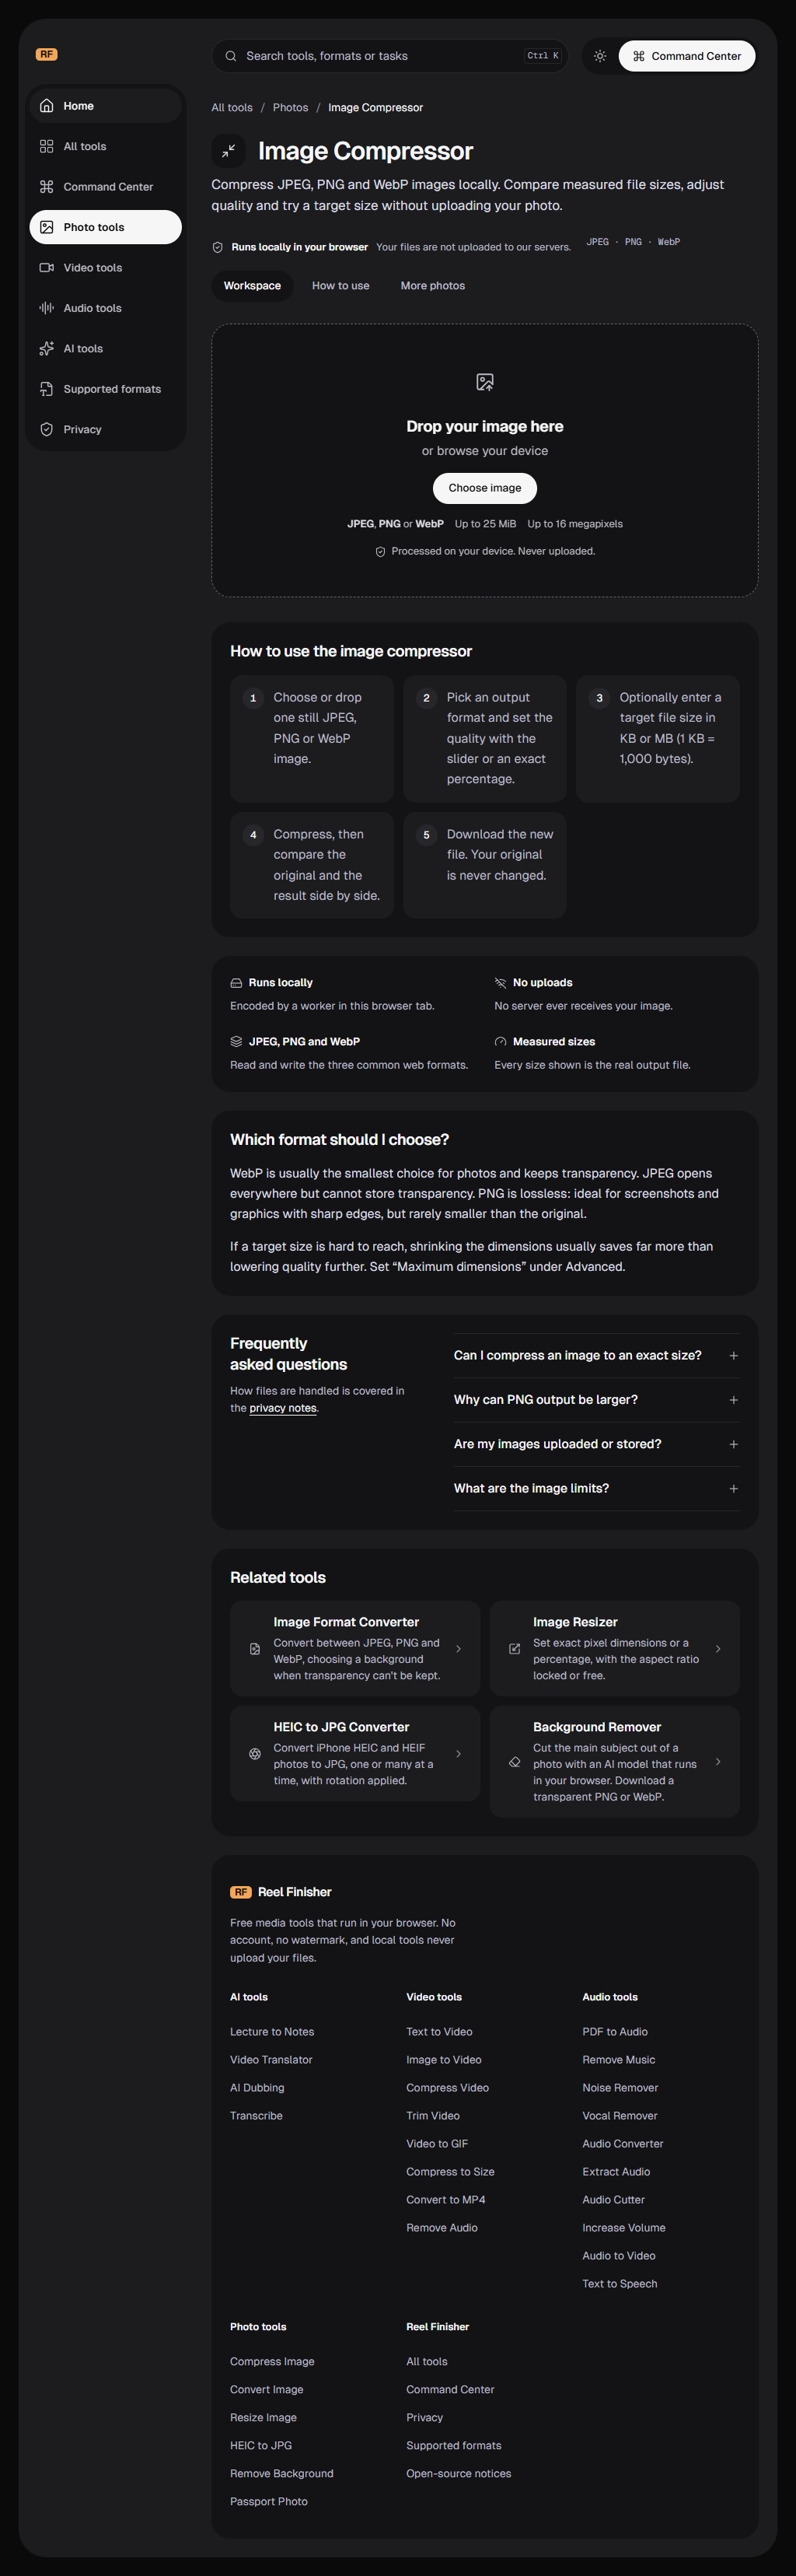 RF
Search tools, formats or tasks
Ctrl K
Command Center
Home
All tools
Command Center
Photo tools
Video tools
Audio tools
AI tools
Supported formats
Privacy
All tools / Photos / Image Compressor
Image Compressor
Compress JPEG, PNG and WebP images locally. Compare measured file sizes, adjust
quality and try a target size without uploading your photo.
Runs locally in your browser Your files are not uploaded to our servers.
JPEG · PNG · WebP
Workspace
How to use
More photos
Drop your image here
or browse your device
Choose image
JPEG, PNG or WebP Up to 25 MiB Up to 16 megapixels
Processed on your device. Never uploaded.
How to use the image compressor
1
Choose or drop
one still JPEG,
PNG or WebP
image.
2
Pick an output
format and set the
quality with the
slider or an exact
percentage.
3
Optionally enter a
target file size in
KB or MB (1 KB =
1,000 bytes).
4
Compress, then
compare the
original and the
result side by side.
5
Download the new
file. Your original
is never changed.
Runs locally
Encoded by a worker in this browser tab.
No uploads
No server ever receives your image.
JPEG, PNG and WebP
Read and write the three common web formats.
Measured sizes
Every size shown is the real output file.
Which format should I choose?
WebP is usually the smallest choice for photos and keeps transparency. JPEG opens
everywhere but cannot store transparency. PNG is lossless: ideal for screenshots and
graphics with sharp edges, but rarely smaller than the original.
If a target size is hard to reach, shrinking the dimensions usually saves far more than
lowering quality further. Set “Maximum dimensions” under Advanced.
Frequently
asked questions
How files are handled is covered in
the privacy notes.
Can I compress an image to an exact size?
Why can PNG output be larger?
Are my images uploaded or stored?
What are the image limits?
Related tools
Image Format Converter
Convert between JPEG, PNG and
WebP, choosing a background
when transparency can't be kept.
Image Resizer
Set exact pixel dimensions or a
percentage, with the aspect ratio
locked or free.
HEIC to JPG Converter
Convert iPhone HEIC and HEIF
photos to JPG, one or many at a
time, with rotation applied.
Background Remover
Cut the main subject out of a
photo with an AI model that runs
in your browser. Download a
transparent PNG or WebP.
RF Reel Finisher
Free media tools that run in your browser. No
account, no watermark, and local tools never
upload your files.
AI tools
Lecture to Notes
Video Translator
AI Dubbing
Transcribe
Video tools
Text to Video
Image to Video
Compress Video
Trim Video
Video to GIF
Compress to Size
Convert to MP4
Remove Audio
Audio tools
PDF to Audio
Remove Music
Noise Remover
Vocal Remover
Audio Converter
Extract Audio
Audio Cutter
Increase Volume
Audio to Video
Text to Speech
Photo tools
Compress Image
Convert Image
Resize Image
HEIC to JPG
Remove Background
Passport Photo
Reel Finisher
All tools
Command Center
Privacy
Supported formats
Open-source notices